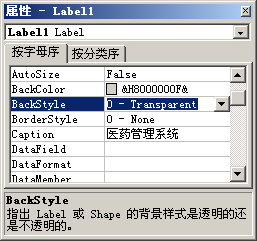 属性 - Label1
Label1 Label
按字母序 按分类序
AutoSize False
BackColor &H8000000F&
BackStyle 0 - Transparent
BorderStyle 0 - None
Caption 医药管理系统
DataField
DataFormat
DataMember
BackStyle
指出 Label 或 Shape 的背景样式是透明的还
是不透明的。